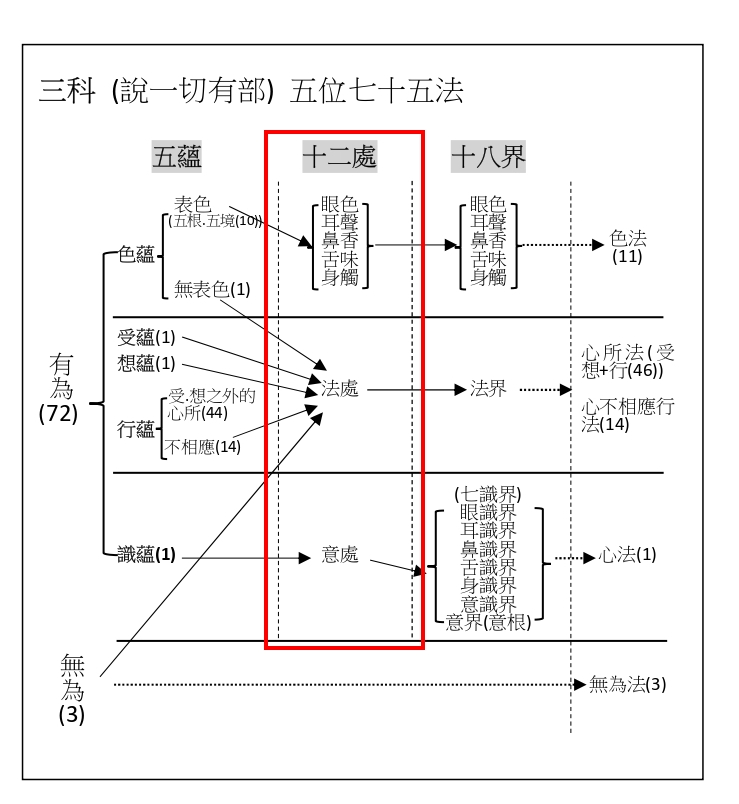 三科 (說一切有部) 五位七十五法
五蘊
十二處
十八界
表色
(五根.五境(10))
色蘊
無表色(1)
眼色
耳聲
鼻香
舌味
身觸
眼色
耳聲
鼻香
舌味
身觸
色法
(11)
有
為
(72)
受蘊(1)
想蘊(1)
行蘊
受.想之外的
心所(44)
不相應(14)
法處
法界
心所法(受
想+行(46))
心不相應行
法(14)
識蘊(1)
意處
(七識界)
眼識界
耳識界
鼻識界
舌識界
身識界
意識界
意界(意根)
心法(1)
無
為
(3)
無為法(3)